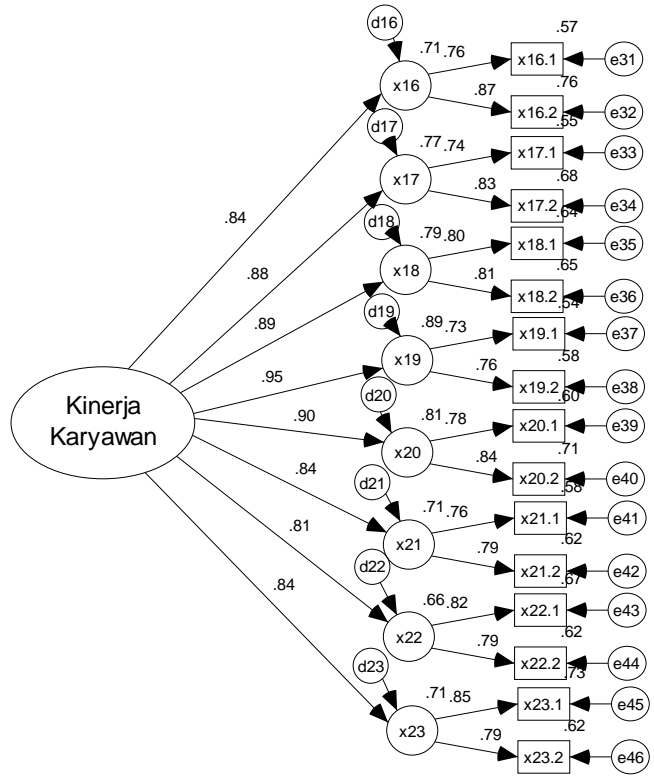 .57
d16
.71 .76
x16.1
e31
x16
.76
.84
.87
x16.2
e32
d17
.55
.77 .74
x17.1
e33
x17
.68
.88
.83
x17.2
e34
d18
.64
.79 .80
x18.1
e35
x18
.65
.89
.81
x18.2
e36
d19
.54
.89 .73
x19.1
e37
x19
.58
.95
.76
x19.2
e38
d20
.60
.90
.81 .78
x20.1
e39
x20
.71
Kinerja
Karyawan
.84
.84
x20.2
e40
d21
.58
.71 .76
x21.1
e41
x21
.62
.81
.79
x21.2
e42
d22
.67
.66 .82
x22.1
e43
x22
.62
.84
.79
x22.2
e44
d23
.73
.71 .85
x23.1
e45
x23
.62
.79
x23.2
e46